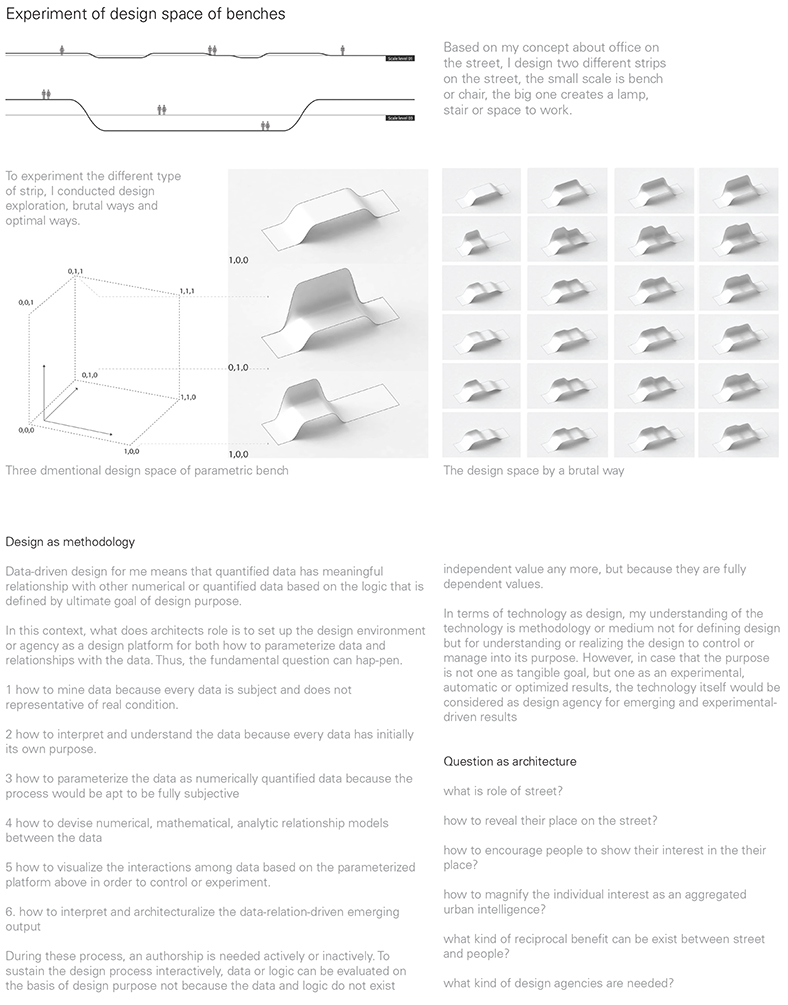 Experiment of design space of benches
Scale level 01
Scale level 03
Based on my concept about office on
the street, I design two different strips
on the street, the small scale is bench
or chair, the big one creates a lamp,
stair or space to work.
To experiment the different type
of strip, I conducted design
exploration, brutal ways and
optimal ways.
1,0,0
0,1,1
1,1,1
0,0,1
0,1,0
0,1,0
1,1,0
0,0,0
1,0,0
1,0,0
Three dmentional design space of parametric bench
The design space by a brutal way
Design as methodology
Data-driven design for me means that quantified data has meaningful
relationship with other numerical or quantified data based on the logic that is
defined by ultimate goal of design purpose.
In this context, what does architects role is to set up the design environment
or agency as a design platform for both how to parameterize data and
relationships with the data. Thus, the fundamental question can hap-pen.
1 how to mine data because every data is subject and does not
representative of real condition.
2 how to interpret and understand the data because every data has initially
its own purpose.
3 how to parameterize the data as numerically quantified data because the
process would be apt to be fully subjective
4 how to devise numerical, mathematical, analytic relationship models
between the data
5 how to visualize the interactions among data based on the parameterized
platform above in order to control or experiment.
6. how to interpret and architecturalize the data-relation-driven emerging
output
During these process, an authorship is needed actively or inactively. To
sustain the design process interactively, data or logic can be evaluated on
the basis of design purpose not because the data and logic do not exist
independent value any more, but because they are fully
dependent values.
In terms of technology as design, my understanding of the
technology is methodology or medium not for defining design
but for understanding or realizing the design to control or
manage into its purpose. However, in case that the purpose
is not one as tangible goal, but one as an experimental,
automatic or optimized results, the technology itself would be
considered as design agency for emerging and experimental-
driven results
Question as architecture
what is role of street?
how to reveal their place on the street?
how to encourage people to show their interest in the their
place?
how to magnify the individual interest as an aggregated
urban intelligence?
what kind of reciprocal benefit can be exist between street
and people?
what kind of design agencies are needed?